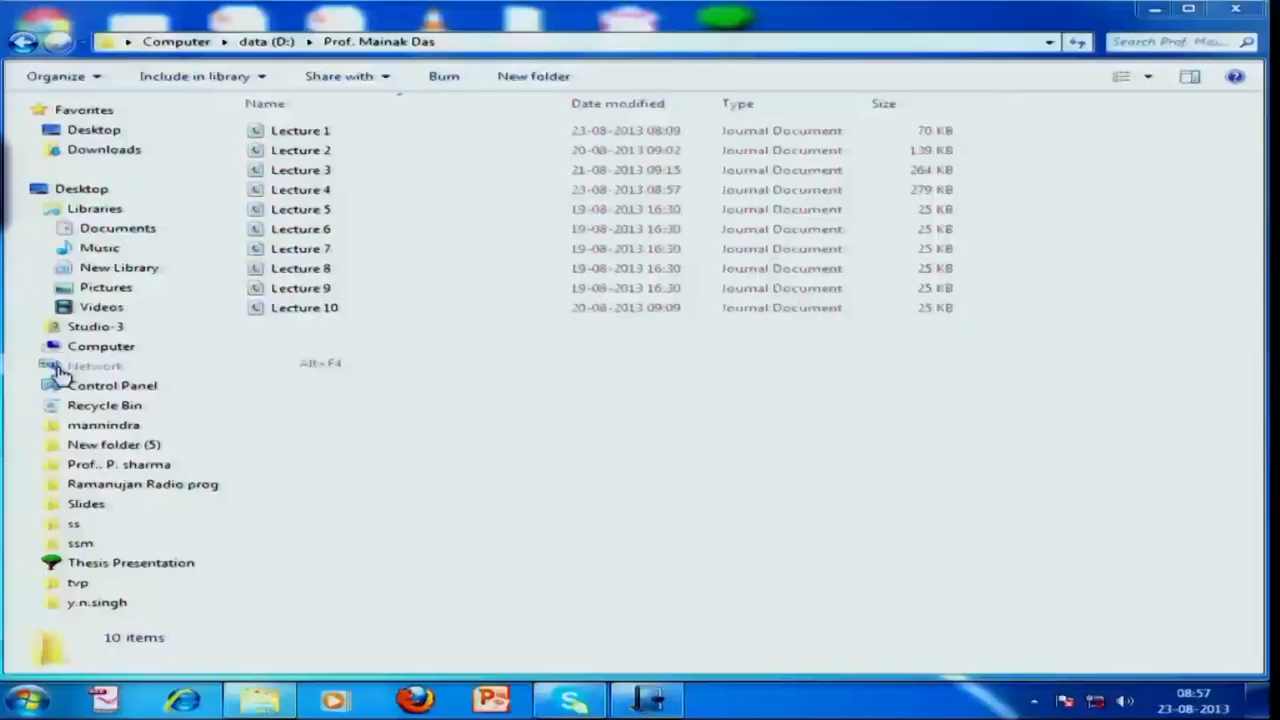 Computer ▸ data (D:) ▸ Prof. Mainak Das
Search Prof. Mai...
Organize Include in library Share with Burn New folder
Name Date modified Type Size
Favorites
Desktop
Downloads
Desktop
Libraries
Documents
Music
New Library
Pictures
Videos
Studio-3
Computer
Network
Control Panel
Recycle Bin
mannindra
New folder (5)
Prof.. P. sharma
Ramanujan Radio prog
Slides
ss
ssm
Thesis Presentation
tvp
y.n.singh
Lecture 1 23-08-2013 08:09 Journal Document 70 KB
Lecture 2 20-08-2013 09:02 Journal Document 139 KB
Lecture 3 21-08-2013 09:15 Journal Document 264 KB
Lecture 4 23-08-2013 08:57 Journal Document 279 KB
Lecture 5 19-08-2013 16:30 Journal Document 25 KB
Lecture 6 19-08-2013 16:30 Journal Document 25 KB
Lecture 7 19-08-2013 16:30 Journal Document 25 KB
Lecture 8 19-08-2013 16:30 Journal Document 25 KB
Lecture 9 19-08-2013 16:30 Journal Document 25 KB
Lecture 10 20-08-2013 09:09 Journal Document 25 KB
Alt+F4
10 items
08:57
23-08-2013